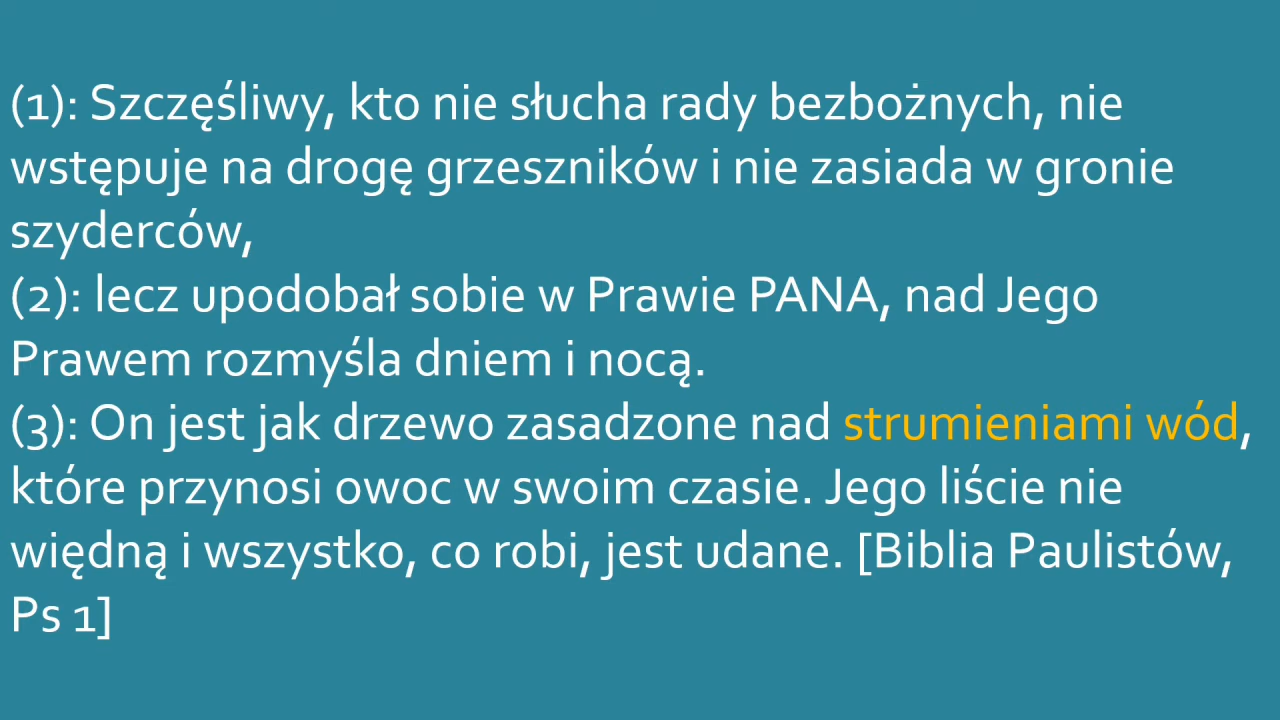 (1): Szczęśliwy, kto nie słucha rady bezbożnych, nie
wstępuje na drogę grzeszników i nie zasiada w gronie
szyderców,
(2): lecz upodobał sobie w Prawie PANA, nad Jego
Prawem rozmyśla dniem i nocą.
(3): On jest jak drzewo zasadzone nad strumieniami wód,
które przynosi owoc w swoim czasie. Jego liście nie
więdną i wszystko, co robi, jest udane. [Biblia Paulistów,
Ps 1]